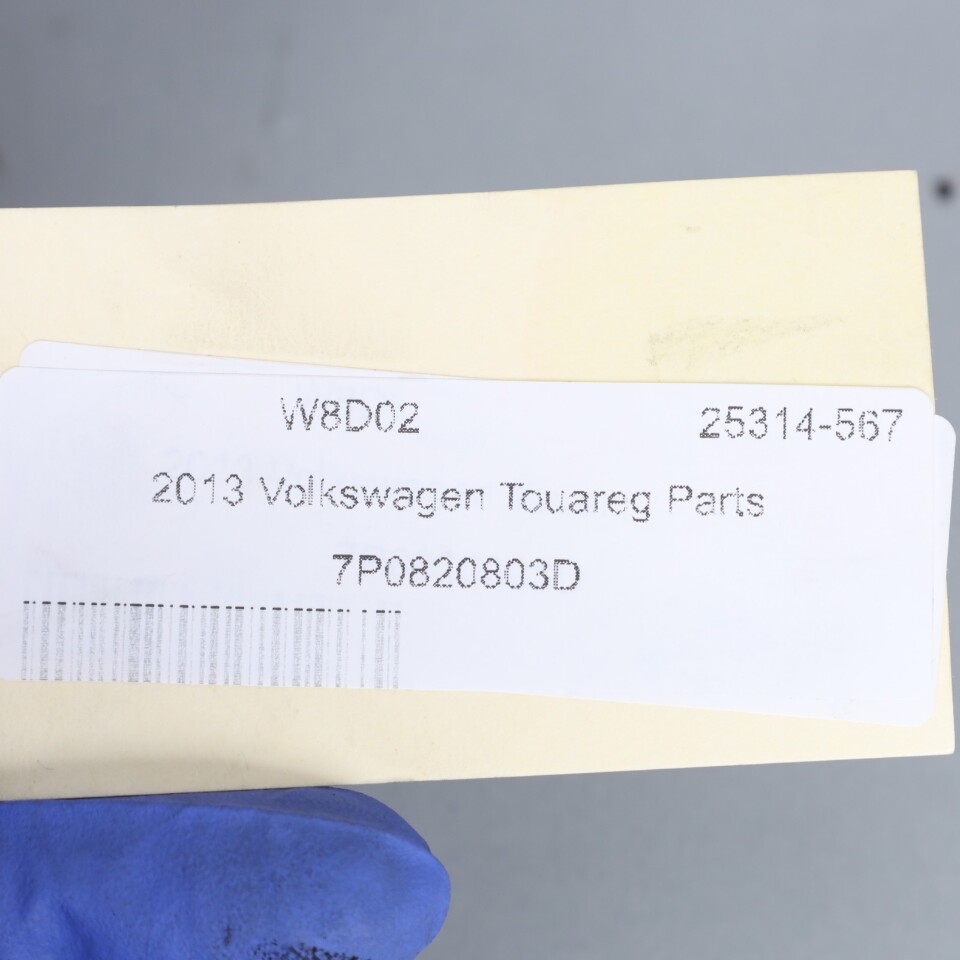 W8D02 25314-567
2013 Volkswagen Touareg Parts
7P0820803D